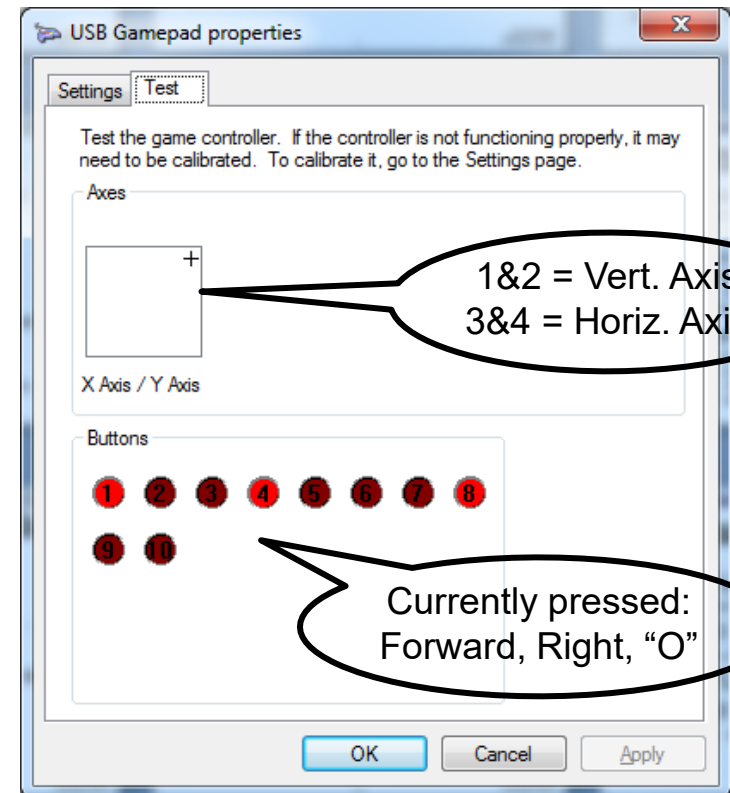 USB Gamepad properties
Settings Test
Test the game controller. If the controller is not functioning properly, it may
need to be calibrated. To calibrate it, go to the Settings page.
Axes
1&2 = Vert. Axis
3&4 = Horiz. Axi
X Axis / Y Axis
Buttons
1 2 3 4 5 6 7 8
9 10
Currently pressed:
Forward, Right, “O”
OK Cancel Apply